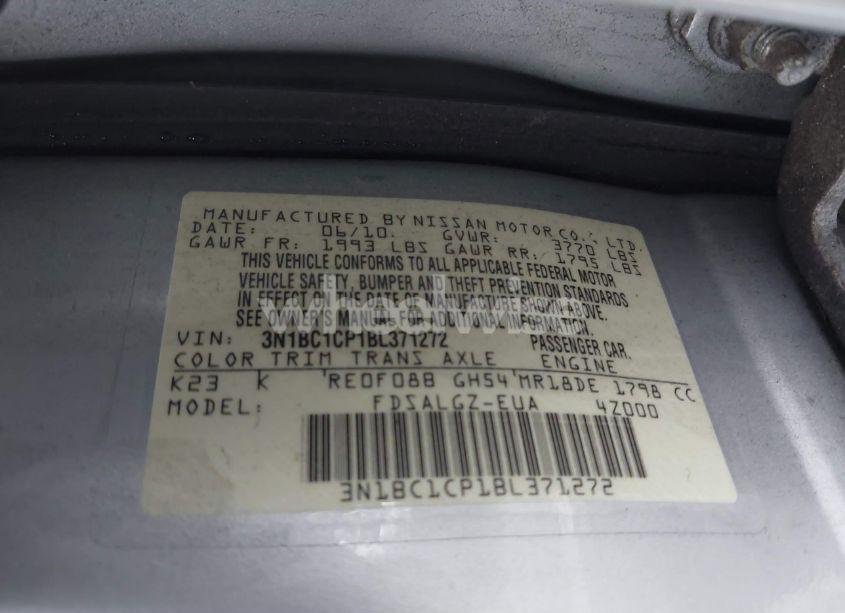 MANUFACTURED BY NISSAN MOTOR CO., LTD.
DATE: 06/10. GVWR: 3770 LBS
GAWR FR: 1993 LBS GAWR RR: 1795 LBS
THIS VEHICLE CONFORMS TO ALL APPLICABLE FEDERAL MOTOR
VEHICLE SAFETY, BUMPER AND THEFT PREVENTION STANDARDS
IN EFFECT ON THE DATE OF MANUFACTURE SHOWN ABOVE.
SEE OWNER'S MANUAL FOR ADDITIONAL INFORMATION.
VIN: 3N1BC1CP1BL371272 PASSENGER CAR.
COLOR TRIM TRANS AXLE ENGINE
K23 K RE0F08B GH54 MR18DE 1798 CC
MODEL: FDSALGZ-EUA 4Z000
3N1BC1CP1BL371272